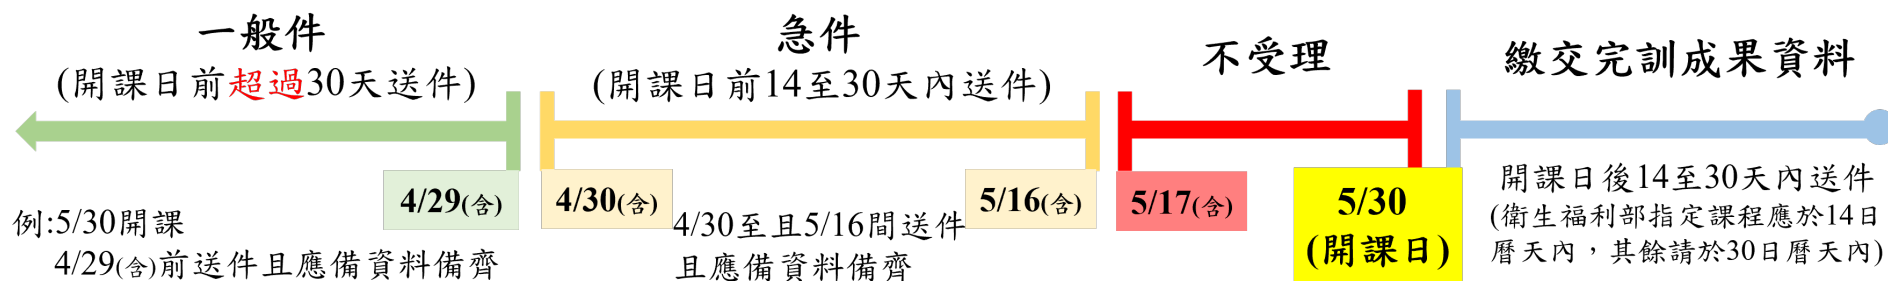 一般件
(開課日前超過30天送件)
4/29(含)
例:5/30開課
4/29(含)前送件且應備資料備齊
急件
(開課日前14至30天內送件)
4/30(含)
5/16(含)
4/30至且5/16間送件
且應備資料備齊
不受理
5/17(含)
5/30
(開課日)
繳交完訓成果資料
開課日後14至30天內送件
(衛生福利部指定課程應於14日
曆天內，其餘請於30日曆天內)